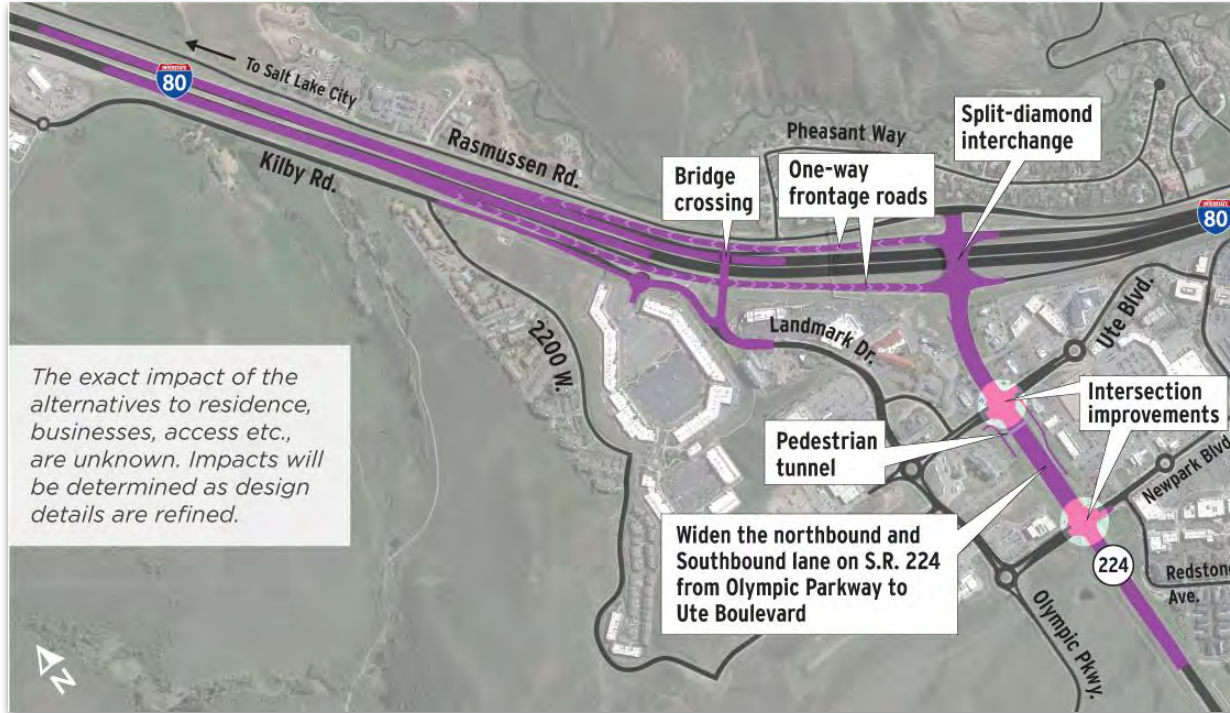 INTERSTATE
80
To Salt Lake City
Rasmussen Rd.
Kilby Rd.
Pheasant Way
Split-diamond
interchange
Bridge
crossing
One-way
frontage roads
INTERSTATE
80
Ute Blvd.
2200 W.
Landmark Dr.
The exact impact of the
alternatives to residence,
businesses, access etc.,
are unknown. Impacts will
be determined as design
details are refined.
Intersection
improvements
Pedestrian
tunnel
Newpark Blvd
Widen the northbound and
Southbound lane on S.R. 224
from Olympic Parkway to
Ute Boulevard
224
Redstone
Ave.
Olympic Pkwy.
N